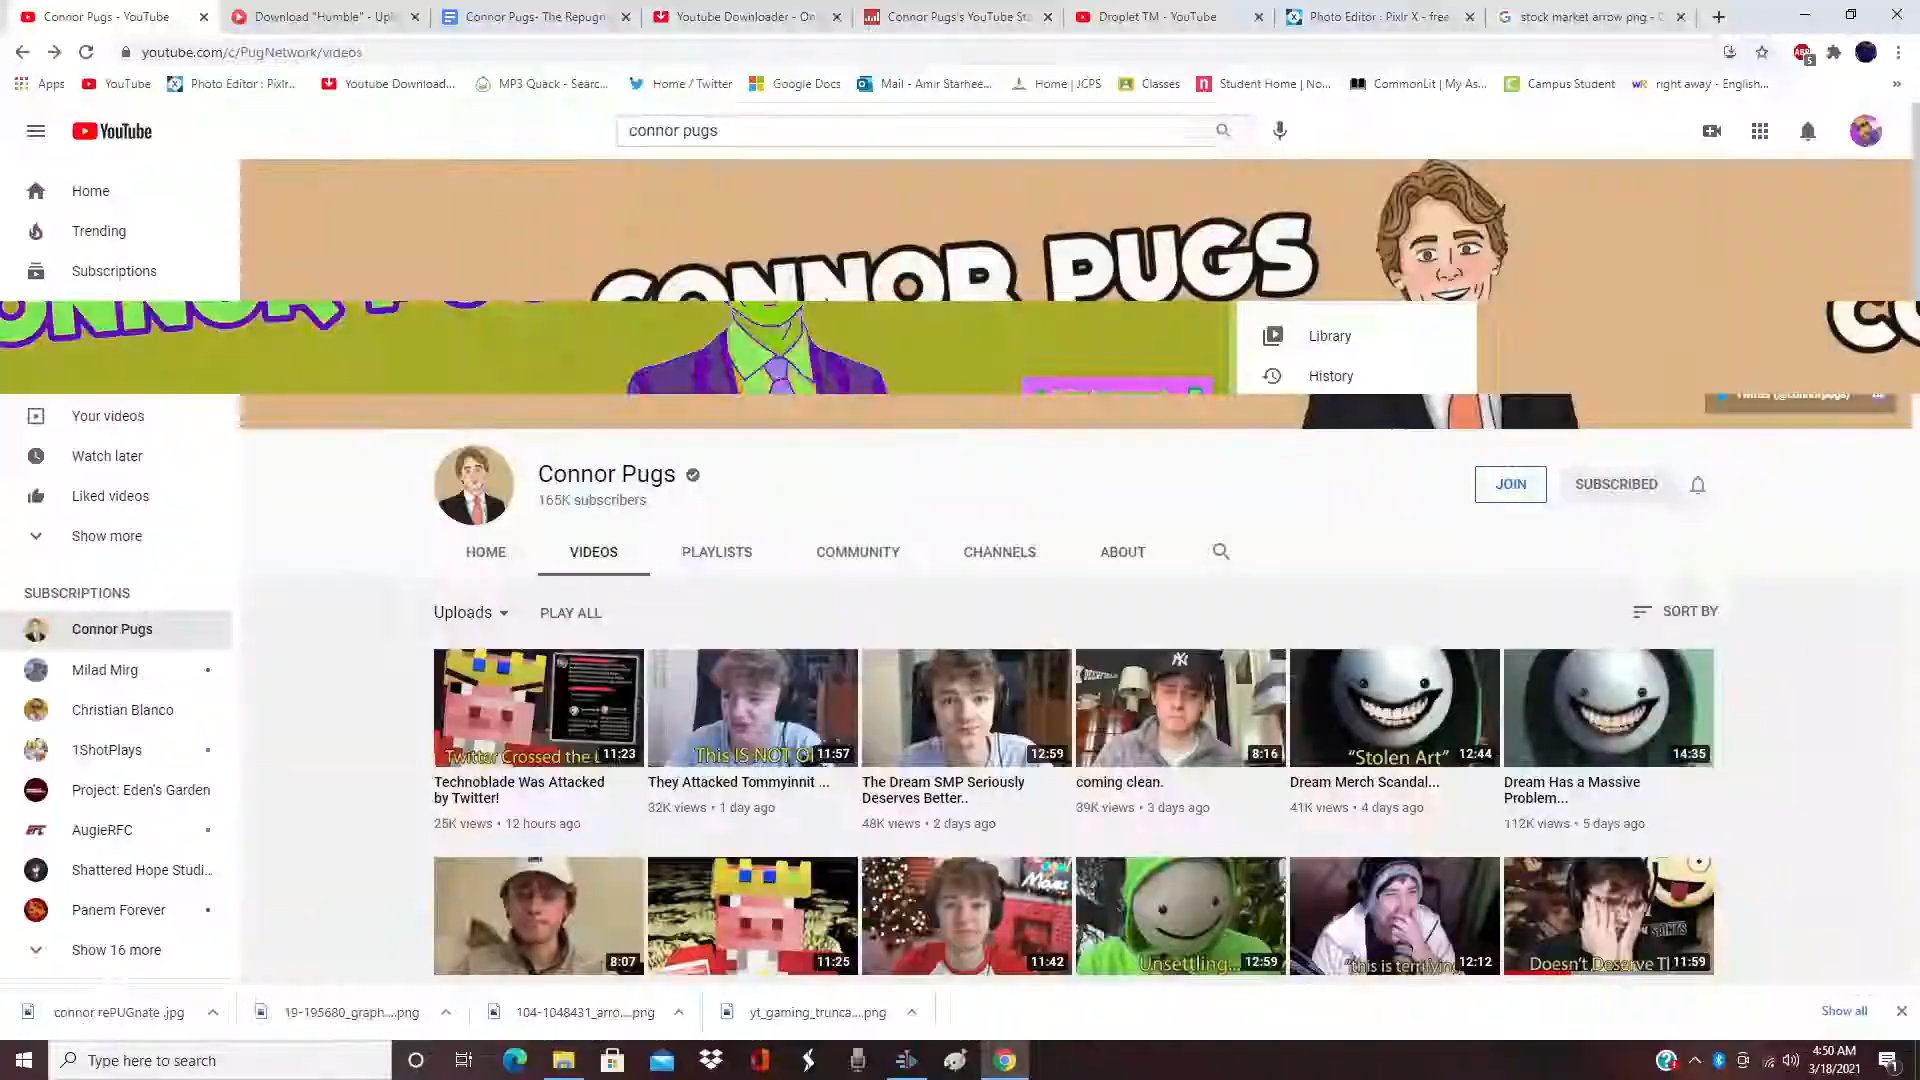 Connor Pugs - YouTube
Download "Humble" - Upl
Connor Pugs- The Repugn
Youtube Downloader - On
Connor Pugs's YouTube Sta
Droplet TM - YouTube
Photo Editor : Pixlr X - free
stock market arrow png - G
youtube.com/c/PugNetwork/videos
Apps
YouTube
Photo Editor : Pixlr...
Youtube Download...
MP3 Quack - Searc...
Home / Twitter
Google Docs
Mail - Amir Starhee...
Home | JCPS
Classes
Student Home | No...
CommonLit | My As...
Campus Student
right away - English...
YouTube
connor pugs
Home
Trending
Subscriptions
CONNOR PUGS
Library
History
Twitter (@connorpugs)
Your videos
Watch later
Liked videos
Show more
Connor Pugs
165K subscribers
JOIN
SUBSCRIBED
HOME
VIDEOS
PLAYLISTS
COMMUNITY
CHANNELS
ABOUT
SUBSCRIPTIONS
Connor Pugs
Milad Mirg
Christian Blanco
1ShotPlays
Project: Eden's Garden
AugieRFC
Shattered Hope Studi...
Panem Forever
Show 16 more
Uploads
PLAY ALL
SORT BY
Twitter Crossed the L
11:23
This IS NOT O
11:57
12:59
8:16
"Stolen Art"
12:44
14:35
Technoblade Was Attacked
by Twitter!
25K views • 12 hours ago
They Attacked Tommyinnit ...
32K views • 1 day ago
The Dream SMP Seriously
Deserves Better..
48K views • 2 days ago
coming clean.
39K views • 3 days ago
Dream Merch Scandal...
41K views • 4 days ago
Dream Has a Massive
Problem...
112K views • 5 days ago
8:07
11:25
11:42
Unsettling...
12:59
"this is terrifying
12:12
Doesn't Deserve T
11:59
connor rePUGnate .jpg
19-195680_graph....png
104-1048431_arro....png
yt_gaming_trunca....png
Show all
Type here to search
4:50 AM
3/18/2021